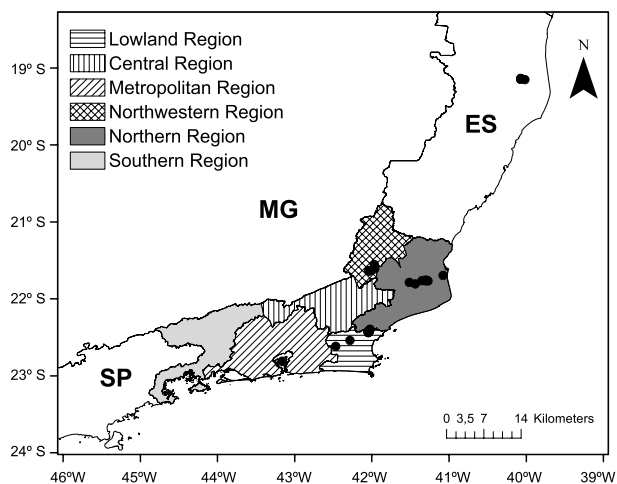 Lowland Region
Central Region
Metropolitan Region
Northwestern Region
Northern Region
Southern Region
N
ES
MG
SP
19° S
20° S
21° S
22° S
23° S
24° S
0 3,5 7 14 Kilometers
46°W 45°W 44°W 43°W 42°W 41°W 40°W 39°W